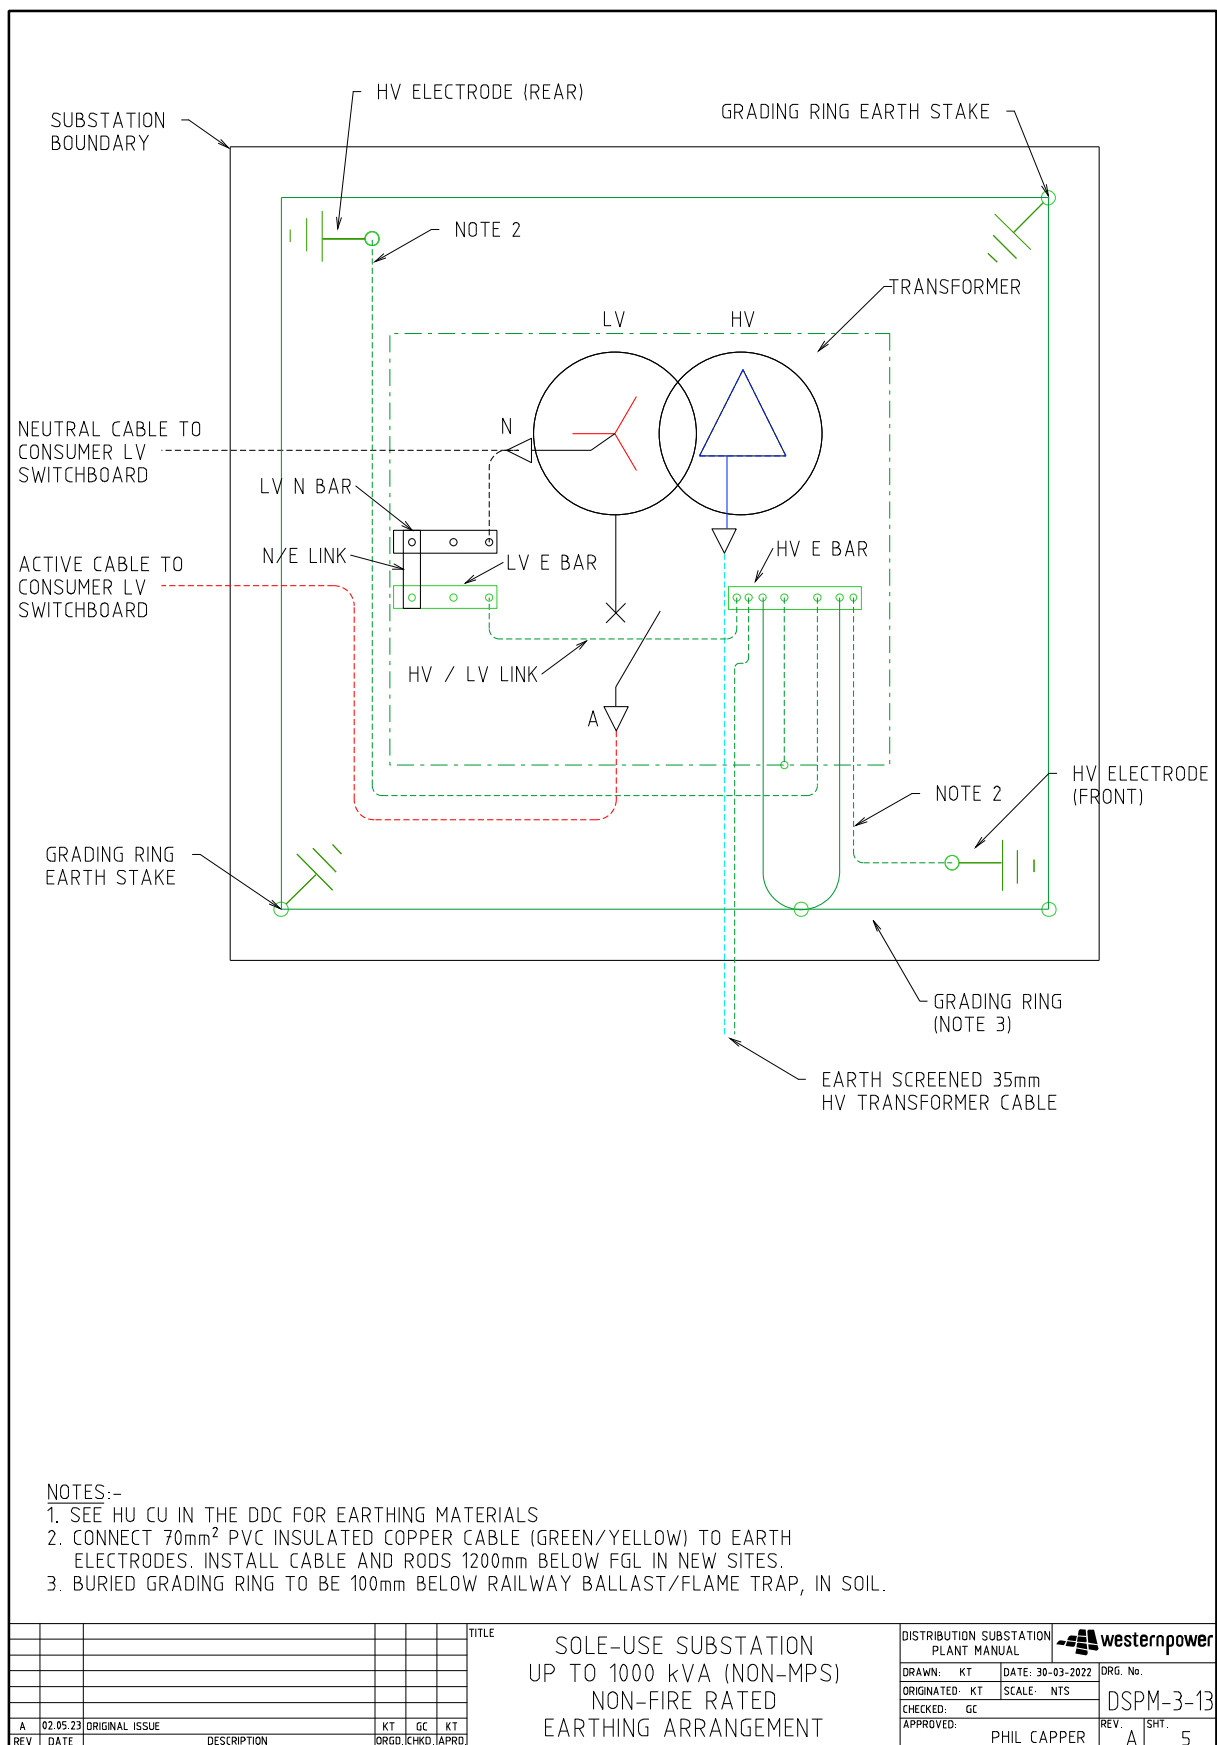 HV ELECTRODE (REAR)
GRADING RING EARTH STAKE
SUBSTATION
BOUNDARY
NOTE 2
TRANSFORMER
LV
HV
N
NEUTRAL CABLE TO
CONSUMER LV
SWITCHBOARD
LV N BAR
N/E LINK
LV E BAR
HV E BAR
ACTIVE CABLE TO
CONSUMER LV
SWITCHBOARD
HV / LV LINK
A
HV ELECTRODE
(FRONT)
NOTE 2
GRADING RING
EARTH STAKE
GRADING RING
(NOTE 3)
EARTH SCREENED 35mm
HV TRANSFORMER CABLE
NOTES:-
1. SEE HU CU IN THE DDC FOR EARTHING MATERIALS
2. CONNECT 70mm² PVC INSULATED COPPER CABLE (GREEN/YELLOW) TO EARTH
ELECTRODES. INSTALL CABLE AND RODS 1200mm BELOW FGL IN NEW SITES.
3. BURIED GRADING RING TO BE 100mm BELOW RAILWAY BALLAST/FLAME TRAP, IN SOIL.
A 02.05.23 ORIGINAL ISSUE KT GC KT
REV DATE DESCRIPTION ORGD. CHKD. APRD.
TITLE
SOLE-USE SUBSTATION
UP TO 1000 kVA (NON-MPS)
NON-FIRE RATED
EARTHING ARRANGEMENT
DISTRIBUTION SUBSTATION
PLANT MANUAL
westernpower
DRAWN: KT DATE: 30-03-2022
ORIGINATED: KT SCALE: NTS
CHECKED: GC
APPROVED:
PHIL CAPPER
DRG. No.
DSPM-3-13
REV. A SHT. 5